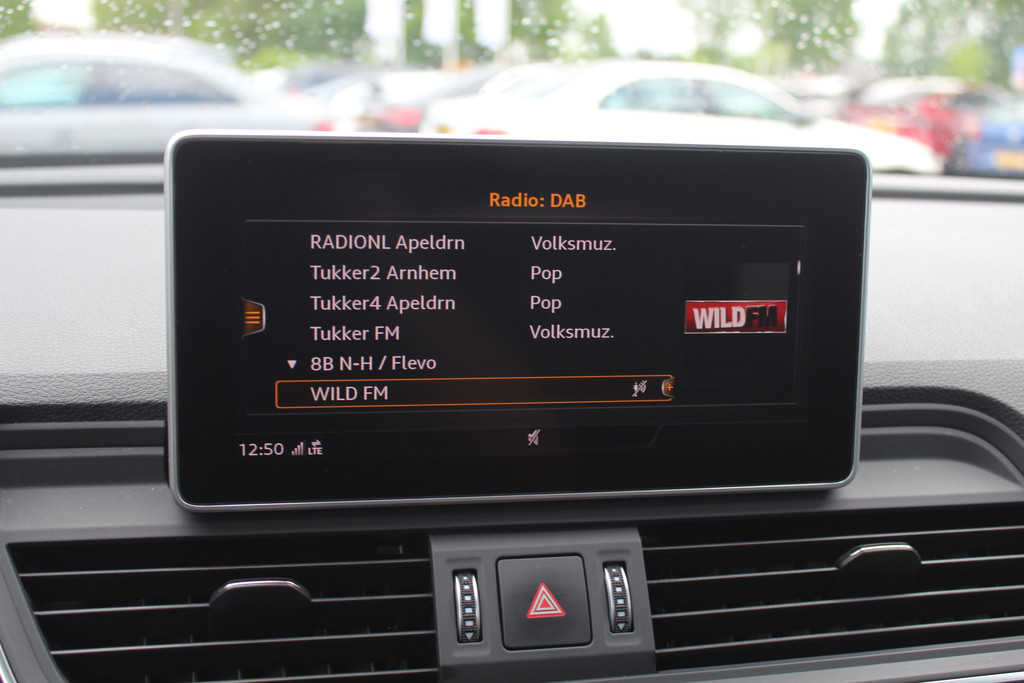 Radio: DAB
RADIONL Apeldrn Volksmuz.
Tukker2 Arnhem Pop
Tukker4 Apeldrn Pop
Tukker FM Volksmuz.
8B N-H / Flevo
WILD FM
WILDFM
12:50 LTE